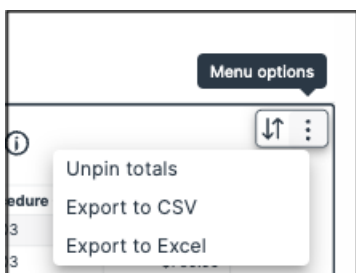 Menu options
Unpin totals
edure
Export to CSV
3
Export to Excel
3